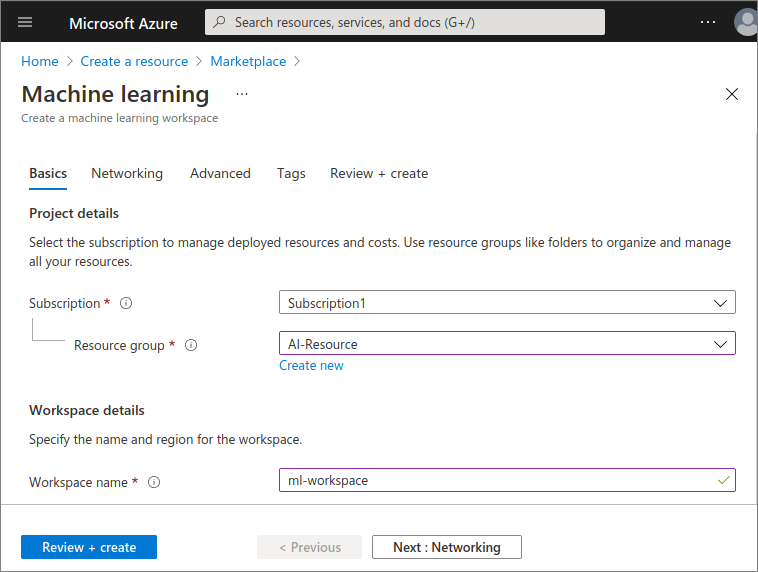 Microsoft Azure
Search resources, services, and docs (G+/)
...
Home > Create a resource > Marketplace >
Machine learning ...
Create a machine learning workspace
Basics Networking Advanced Tags Review + create
Project details
Select the subscription to manage deployed resources and costs. Use resource groups like folders to organize and manage
all your resources.
Subscription *
Subscription1
Resource group *
AI-Resource
Create new
Workspace details
Specify the name and region for the workspace.
Workspace name *
ml-workspace
Review + create
< Previous
Next : Networking